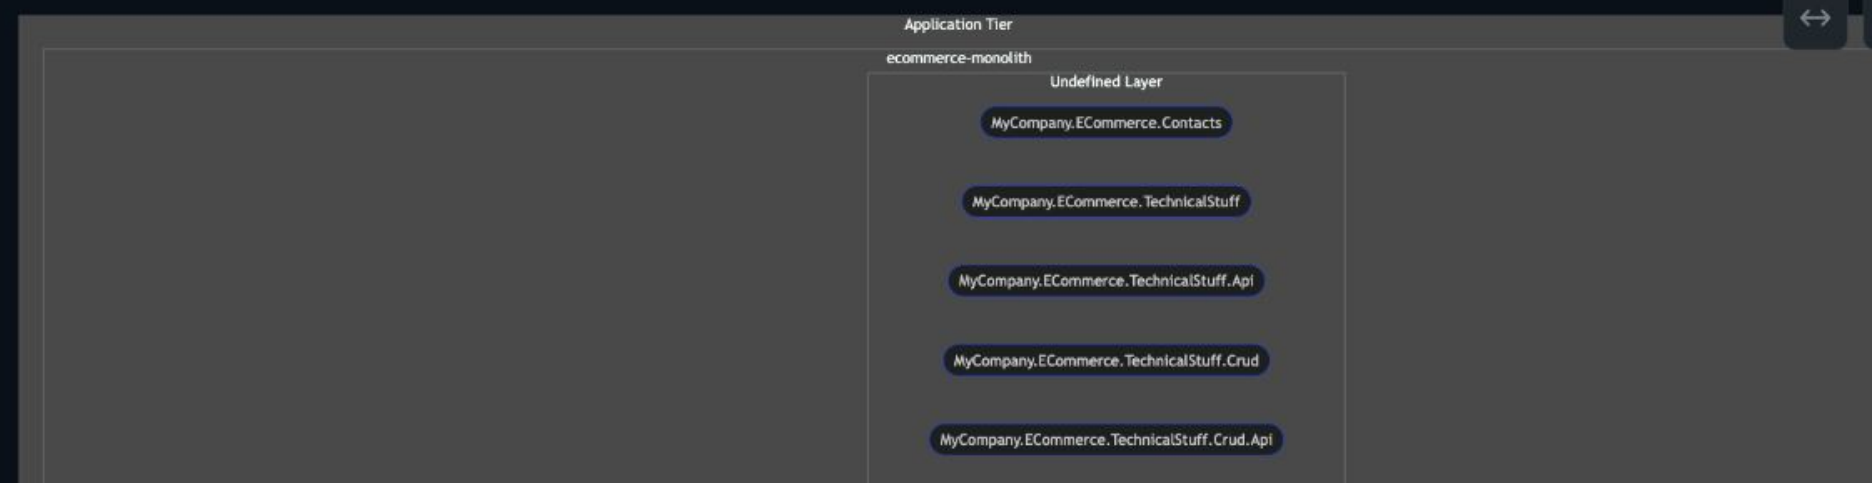 Application Tier
ecommerce-monolith
Undefined Layer
MyCompany.ECommerce.Contacts
MyCompany.ECommerce.TechnicalStuff
MyCompany.ECommerce.TechnicalStuff.Api
MyCompany.ECommerce.TechnicalStuff.Crud
MyCompany.ECommerce.TechnicalStuff.Crud.Api